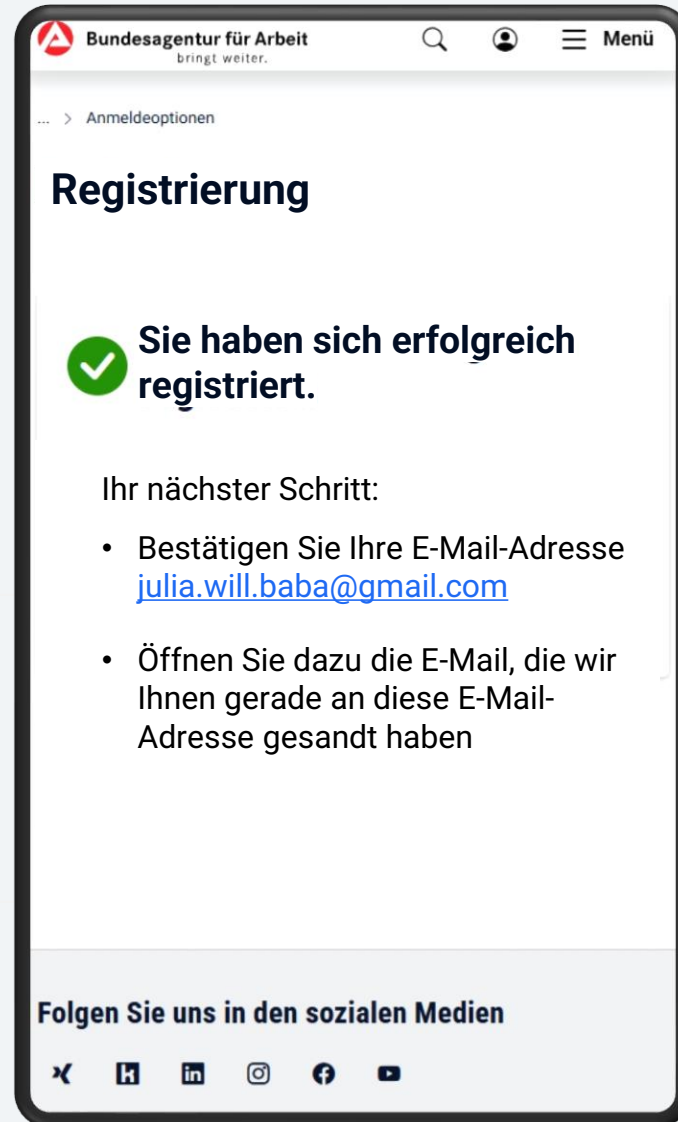 Bundesagentur für Arbeit
bringt weiter.
Menü
... > Anmeldeoptionen
Registrierung
Sie haben sich erfolgreich
registriert.
Ihr nächster Schritt:
• Bestätigen Sie Ihre E-Mail-Adresse
julia.will.baba@gmail.com
• Öffnen Sie dazu die E-Mail, die wir
Ihnen gerade an diese E-Mail-
Adresse gesandt haben
Folgen Sie uns in den sozialen Medien